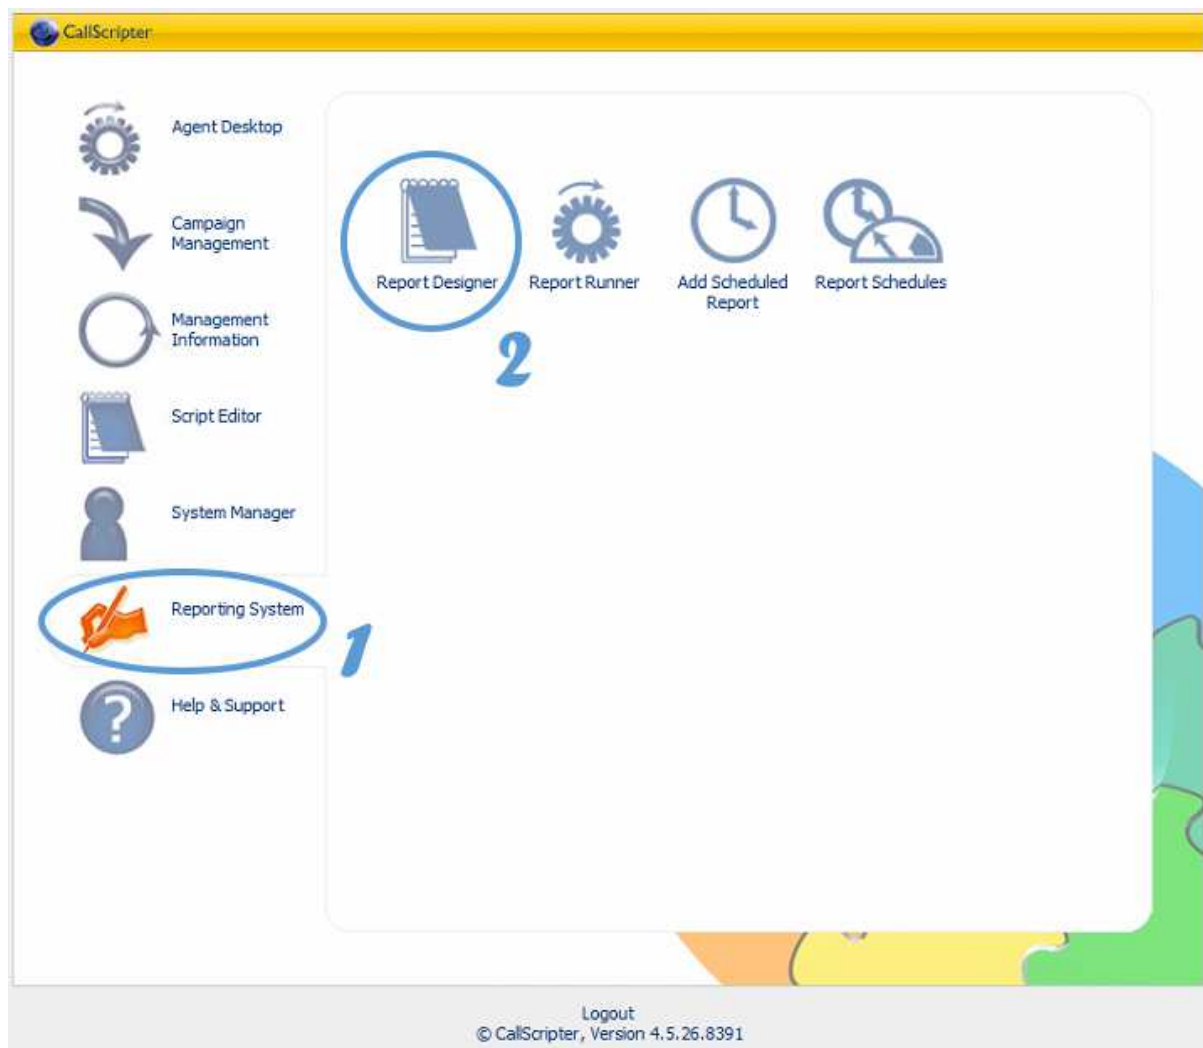 CallScripter
Agent Desktop
Campaign
Management
Management
Information
Script Editor
System Manager
Reporting System
Help & Support
Report Designer
Report Runner
Add Scheduled
Report
Report Schedules
2
1
?
Logout
© CallScripter, Version 4.5.26.8391